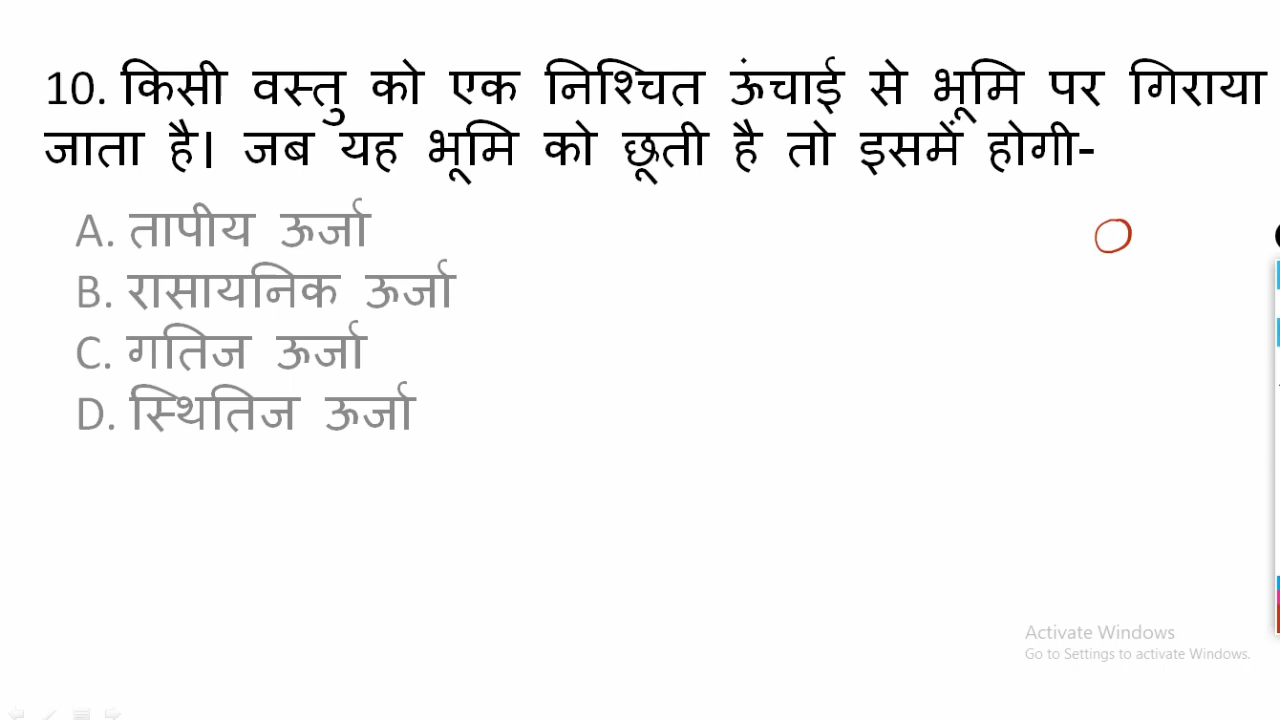 10. किसी वस्तु को एक निश्चित ऊंचाई से भूमि पर गिराया
जाता है। जब यह भूमि को छूती है तो इसमें होगी-
A. तापीय ऊर्जा
B. रासायनिक ऊर्जा
C. गतिज ऊर्जा
D. स्थितिज ऊर्जा
Activate Windows
Go to Settings to activate Windows.